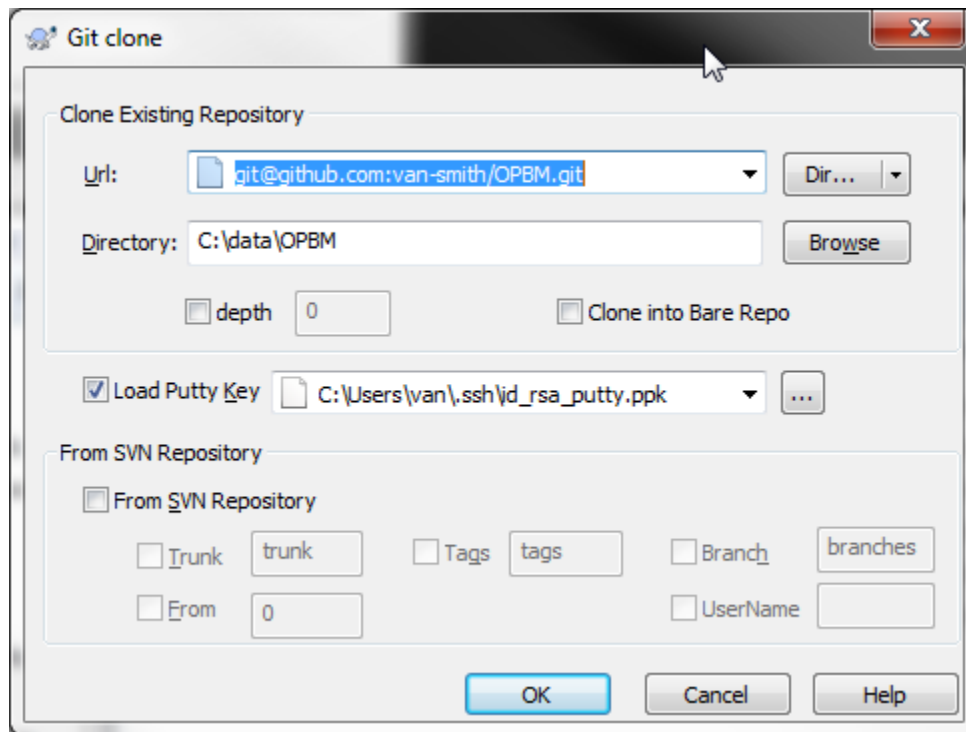 Git clone
Clone Existing Repository
Url: git@github.com:van-smith/OPBM.git Dir...
Directory: C:\data\OPBM Browse
depth 0 Clone into Bare Repo
Load Putty Key C:\Users\van\.ssh\id_rsa_putty.ppk ...
From SVN Repository
From SVN Repository
Trunk trunk Tags tags Branch branches
From 0 UserName
OK Cancel Help